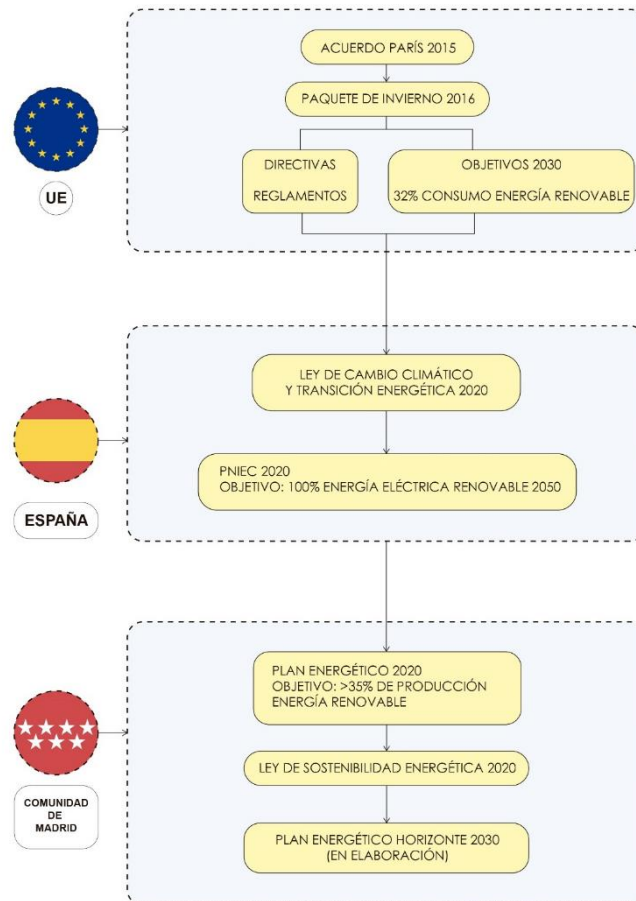 ACUERDO PARÍS 2015
PAQUETE DE INVIERNO 2016
DIRECTIVAS
REGLAMENTOS
OBJETIVOS 2030
32% CONSUMO ENERGÍA RENOVABLE
UE
LEY DE CAMBIO CLIMÁTICO
Y TRANSICIÓN ENERGÉTICA 2020
PNIEC 2020
OBJETIVO: 100% ENERGÍA ELÉCTRICA RENOVABLE 2050
ESPAÑA
PLAN ENERGÉTICO 2020
OBJETIVO: >35% DE PRODUCCIÓN
ENERGÍA RENOVABLE
LEY DE SOSTENIBILIDAD ENERGÉTICA 2020
COMUNIDAD
DE
MADRID
PLAN ENERGÉTICO HORIZONTE 2030
(EN ELABORACIÓN)